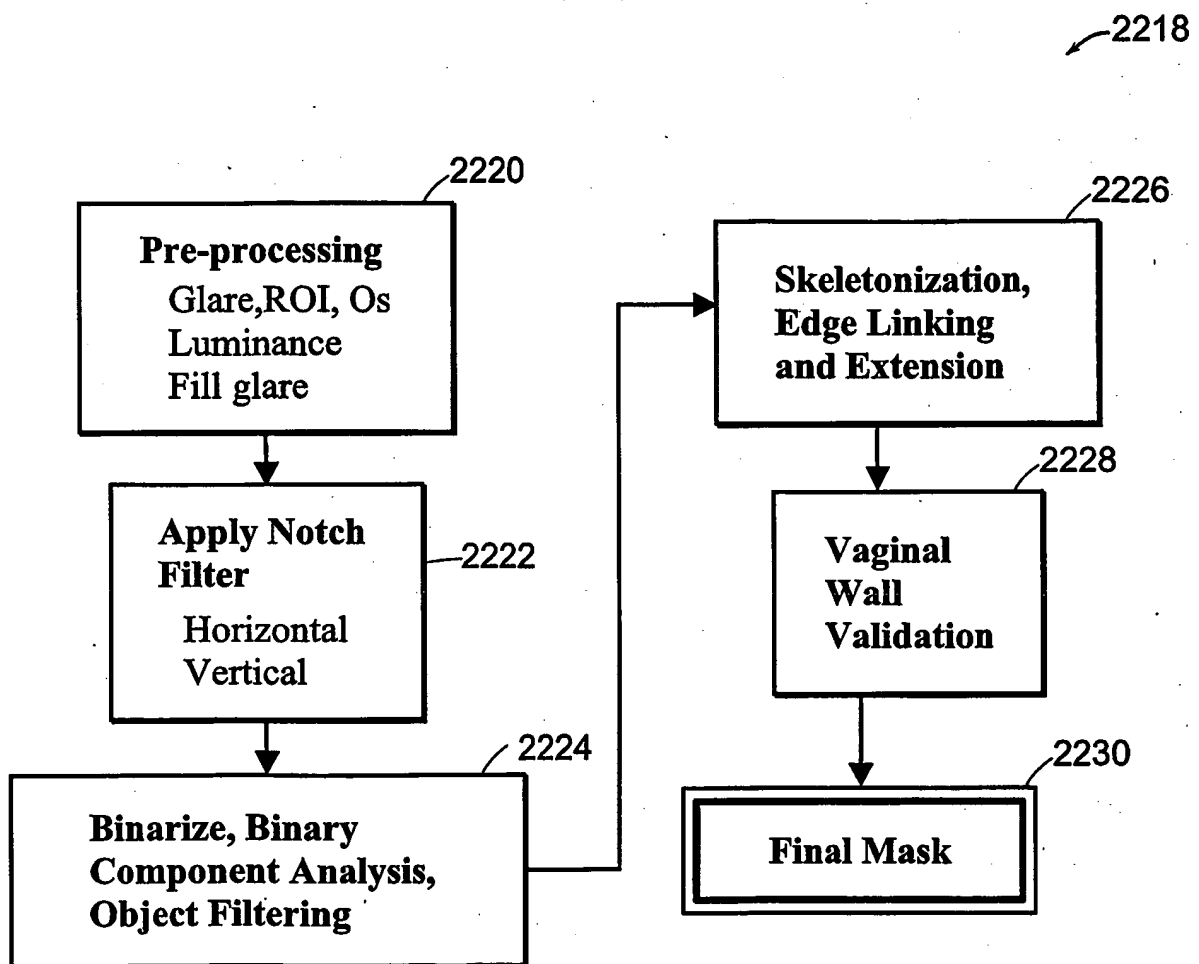 2218
2220
Pre-processing
Glare,ROI, Os
Luminance
Fill glare
2222
Apply Notch
Filter
Horizontal
Vertical
2224
Binarize, Binary
Component Analysis,
Object Filtering
2226
Skeletonization,
Edge Linking
and Extension
2228
Vaginal
Wall
Validation
2230
Final Mask